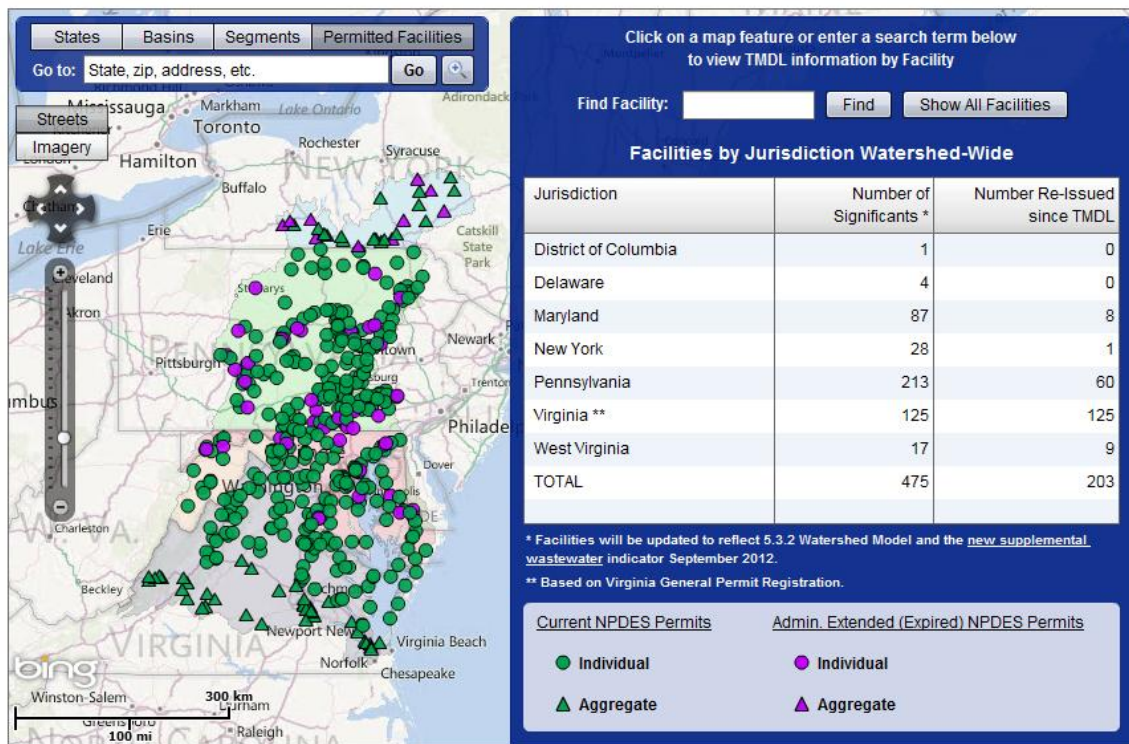 States
Basins
Segments
Permitted Facilities
Go to:
State, zip, address, etc.
Go
Streets
Imagery
Mississauga
Markham
Lake Ontario
Toronto
Hamilton
Rochester
Syracuse
NEW YORK
Buffalo
Erie
Lake Erie
Catskill
State
Park
Cleveland
Akron
Pittsburgh
Newark
Trenton
Philadel
Dover
Charleston
W. VA.
Beckley
VIRGINIA
Newport New
Virginia Beach
Norfolk
Chesapeake
bing
Winston-Salem
Durham
Raleigh
300 km
100 mi
Click on a map feature or enter a search term below
to view TMDL information by Facility
Find Facility:
Find
Show All Facilities
Facilities by Jurisdiction Watershed-Wide
Jurisdiction Number of Significants * Number Re-Issued since TMDL
District of Columbia 1 0
Delaware 4 0
Maryland 87 8
New York 28 1
Pennsylvania 213 60
Virginia ** 125 125
West Virginia 17 9
TOTAL 475 203
* Facilities will be updated to reflect 5.3.2 Watershed Model and the new supplemental
wastewater indicator September 2012.
** Based on Virginia General Permit Registration.
Current NPDES Permits
Admin. Extended (Expired) NPDES Permits
Individual
Individual
Aggregate
Aggregate